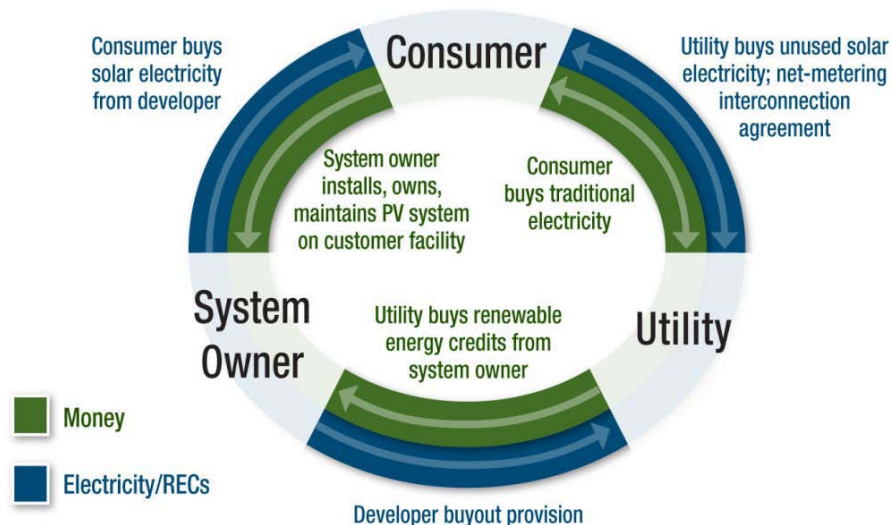 Consumer buys
solar electricity
from developer
Consumer
Utility buys unused solar
electricity; net-metering
interconnection
agreement
System owner
installs, owns,
maintains PV system
on customer facility
Consumer
buys traditional
electricity
System
Owner
Utility buys renewable
energy credits from
system owner
Utility
Money
Electricity/RECs
Developer buyout provision